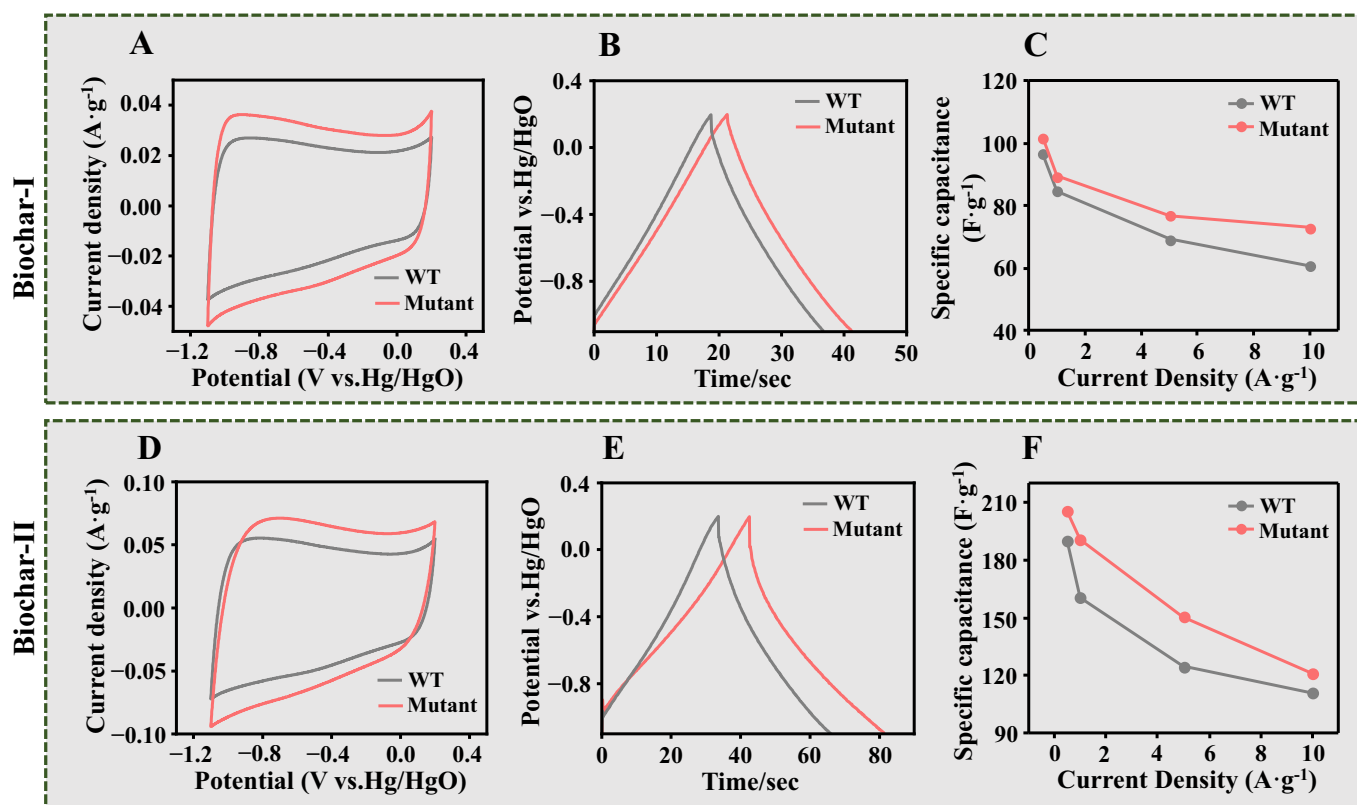 Biochar-I
A
Current density (A·g⁻¹)
0.04
0.02
0.00
−0.02
−0.04
WT
Mutant
−1.2 −0.8 −0.4 0.0 0.4
Potential (V vs.Hg/HgO)
B
Potential vs.Hg/HgO
0.4
0.0
−0.4
−0.8
WT
Mutant
0 10 20 30 40 50
Time/sec
C
Specific capacitance
(F·g⁻¹)
120
100
80
60
40
WT
Mutant
0 2 4 6 8 10
Current Density (A·g⁻¹)
Biochar-II
D
Current density (A·g⁻¹)
0.10
0.05
0.00
−0.05
−0.10
WT
Mutant
−1.2 −0.8 −0.4 0.0 0.4
Potential (V vs.Hg/HgO)
E
Potential vs.Hg/HgO
0.4
0.0
−0.4
−0.8
WT
Mutant
0 20 40 60 80
Time/sec
F
Specific capacitance (F·g⁻¹)
210
180
150
120
90
WT
Mutant
0 2 4 6 8 10
Current Density (A·g⁻¹)